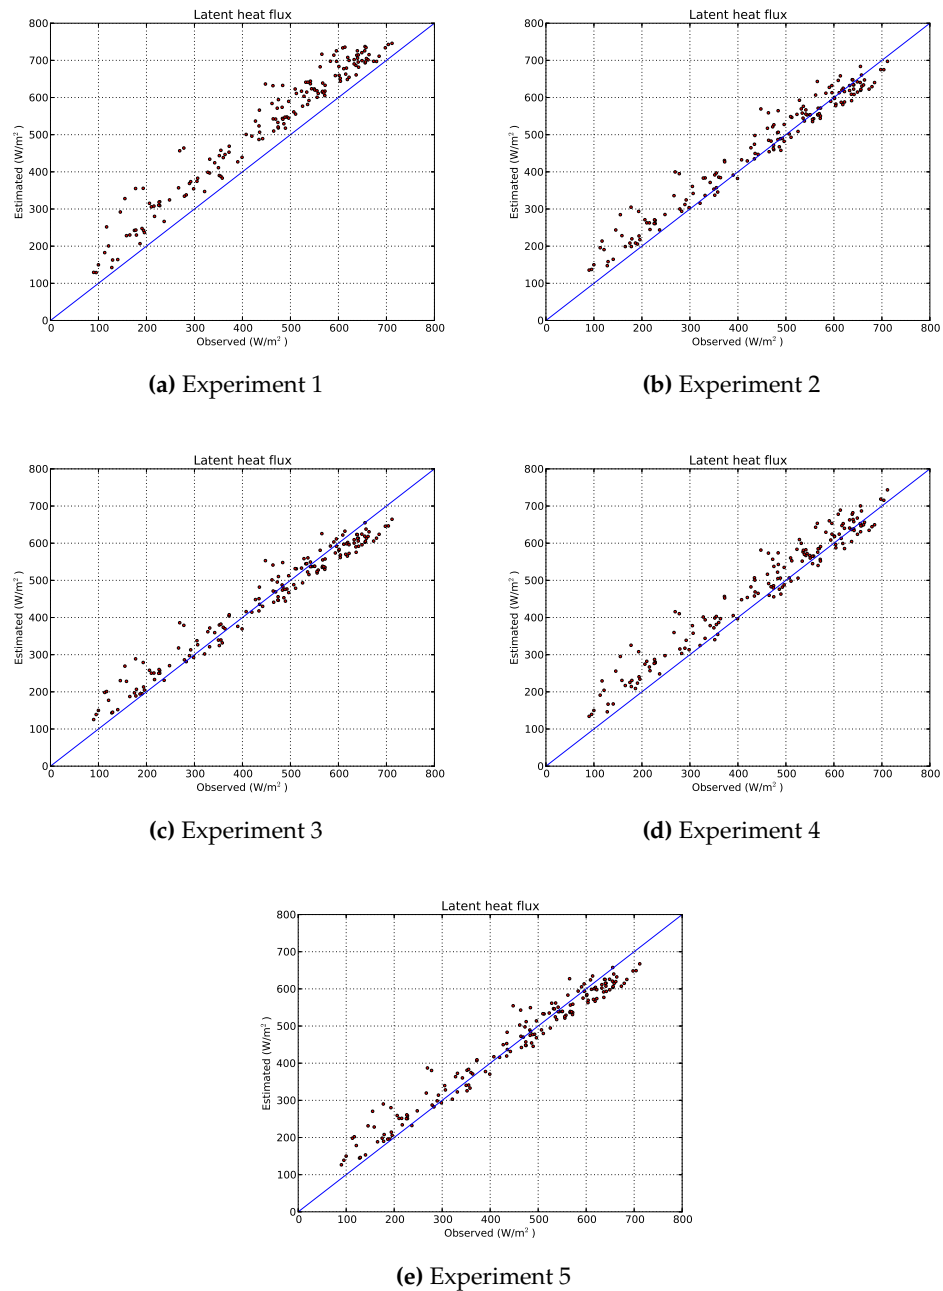 Latent heat flux
Latent heat flux
800
700
600
500
400
300
200
100
0
Estimated (W/m²)
0 100 200 300 400 500 600 700 800
Observed (W/m² )
800
700
600
500
400
300
200
100
0
Estimated (W/m²)
0 100 200 300 400 500 600 700 800
Observed (W/m² )
(a) Experiment 1
(b) Experiment 2
Latent heat flux
Latent heat flux
800
700
600
500
400
300
200
100
0
Estimated (W/m²)
0 100 200 300 400 500 600 700 800
Observed (W/m² )
800
700
600
500
400
300
200
100
0
Estimated (W/m²)
0 100 200 300 400 500 600 700 800
Observed (W/m² )
(c) Experiment 3
(d) Experiment 4
Latent heat flux
800
700
600
500
400
300
200
100
0
Estimated (W/m²)
0 100 200 300 400 500 600 700 800
Observed (W/m² )
(e) Experiment 5